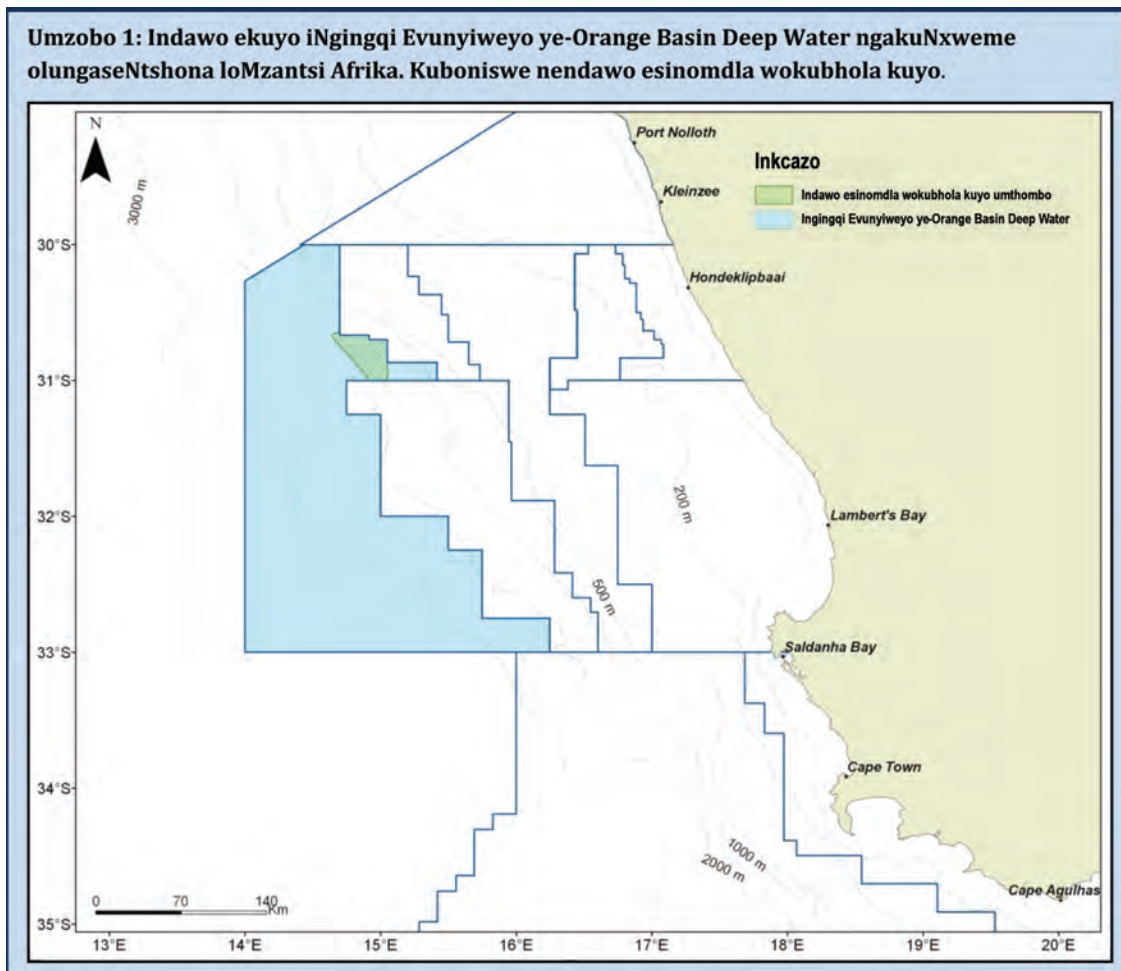 Umzobo 1: Indawo ekuyo iNgingqi Evunyiweyo ye-Orange Basin Deep Water ngakuNxweme
olungaseNtshona loMzantsi Afrika. Kuboniswe nendawo esinomdla wokubhola kuyo.
N
3000 m
Port Nolloth
Inkcazo
Indawo esinomdla wokubhola kuyo umthombo
Ingingqi Evunyiweyo ye-Orange Basin Deep Water
Kleinzee
30°S
Hondeklipbaai
31°S
200 m
32°S
Lambert's Bay
500 m
33°S
Saldanha Bay
34°S
Cape Town
1000 m
2000 m
Cape Agulhas
0 70 140
Km
35°S
13°E 14°E 15°E 16°E 17°E 18°E 19°E 20°E